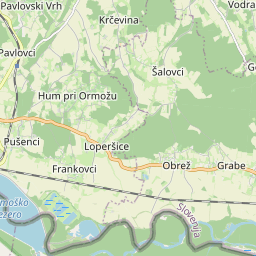 Pavlovski Vrh
Vodra
Krčevina
Pavlovci
Šalovci
Hum pri Ormožu
Pušenci
Loperšice
Frankovci
Obrež
Grabe
Slovenija